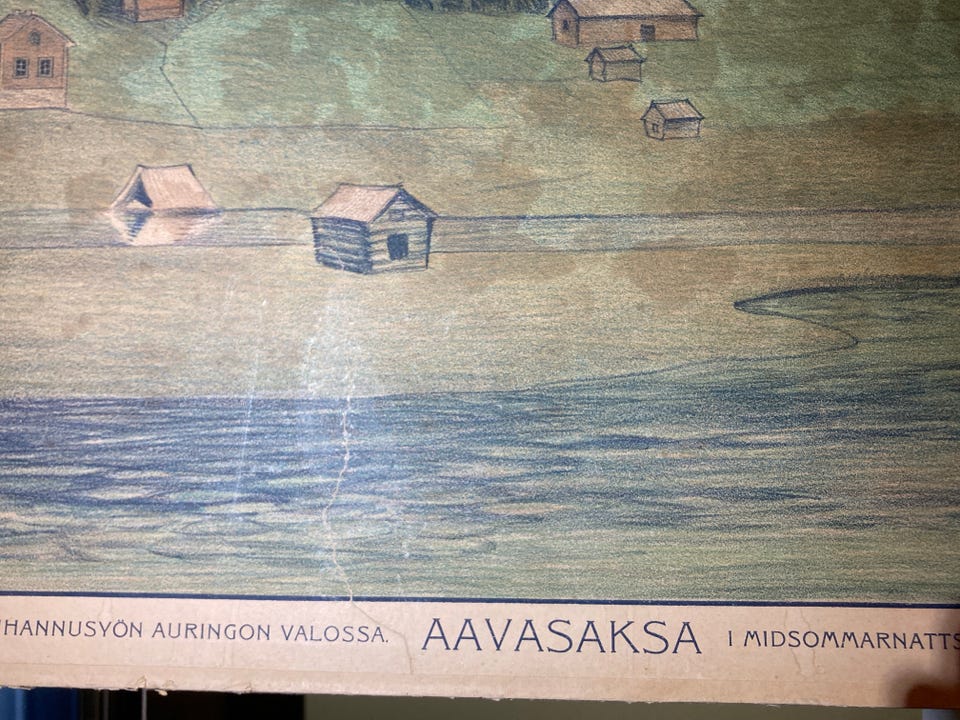 HANNUSYÖN AURINGON VALOSSA. AAVASAKSA I MIDSOMMARNATTS